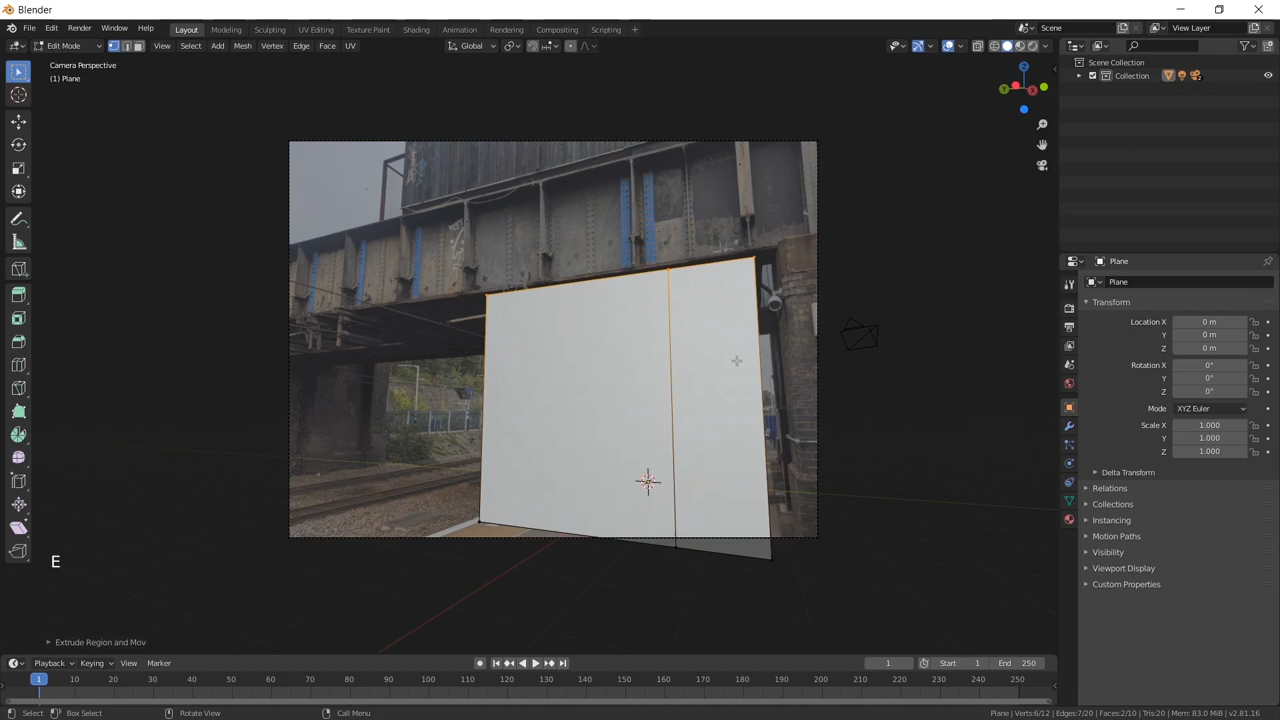 Blender
File Edit Render Window Help
Layout Modeling Sculpting UV Editing Texture Paint Shading Animation Rendering Compositing Scripting +
Scene
View Layer
Edit Mode View Select Add Mesh Vertex Edge Face UV
Global
Camera Perspective
(1) Plane
Z
Y
X
E
Extrude Region and Mov
Scene Collection
Collection
Plane
Plane
Transform
Location X 0 m
Y 0 m
Z 0 m
Rotation X 0°
Y 0°
Z 0°
Mode XYZ Euler
Scale X 1.000
Y 1.000
Z 1.000
Delta Transform
Relations
Collections
Instancing
Motion Paths
Visibility
Viewport Display
Custom Properties
Playback Keying View Marker
1 Start 1 End 250
1 10 20 30 40 50 60 70 80 90 100 110 120 130 140 150 160 170 180 190 200 210 220 230 240 250
Select Box Select Rotate View Call Menu
Plane | Verts:6/12 | Edges:7/20 | Faces:2/10 | Tris:20 | Mem: 83.0 MiB | v2.81.16